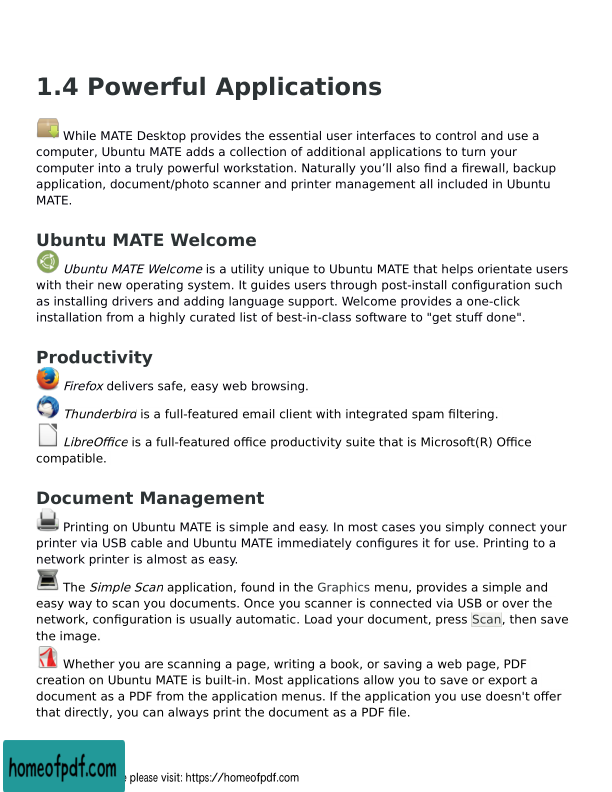 1.4 Powerful Applications
While MATE Desktop provides the essential user interfaces to control and use a
computer, Ubuntu MATE adds a collection of additional applications to turn your
computer into a truly powerful workstation. Naturally you’ll also find a firewall, backup
application, document/photo scanner and printer management all included in Ubuntu
MATE.
Ubuntu MATE Welcome
Ubuntu MATE Welcome is a utility unique to Ubuntu MATE that helps orientate users
with their new operating system. It guides users through post-install configuration such
as installing drivers and adding language support. Welcome provides a one-click
installation from a highly curated list of best-in-class software to "get stuff done".
Productivity
Firefox delivers safe, easy web browsing.
Thunderbird is a full-featured email client with integrated spam filtering.
LibreOffice is a full-featured office productivity suite that is Microsoft(R) Office
compatible.
Document Management
Printing on Ubuntu MATE is simple and easy. In most cases you simply connect your
printer via USB cable and Ubuntu MATE immediately configures it for use. Printing to a
network printer is almost as easy.
The Simple Scan application, found in the Graphics menu, provides a simple and
easy way to scan you documents. Once you scanner is connected via USB or over the
network, configuration is usually automatic. Load your document, press Scan, then save
the image.
Whether you are scanning a page, writing a book, or saving a web page, PDF
creation on Ubuntu MATE is built-in. Most applications allow you to save or export a
document as a PDF from the application menus. If the application you use doesn't offer
that directly, you can always print the document as a PDF file.
homeofpdf.com
please visit: https://homeofpdf.com